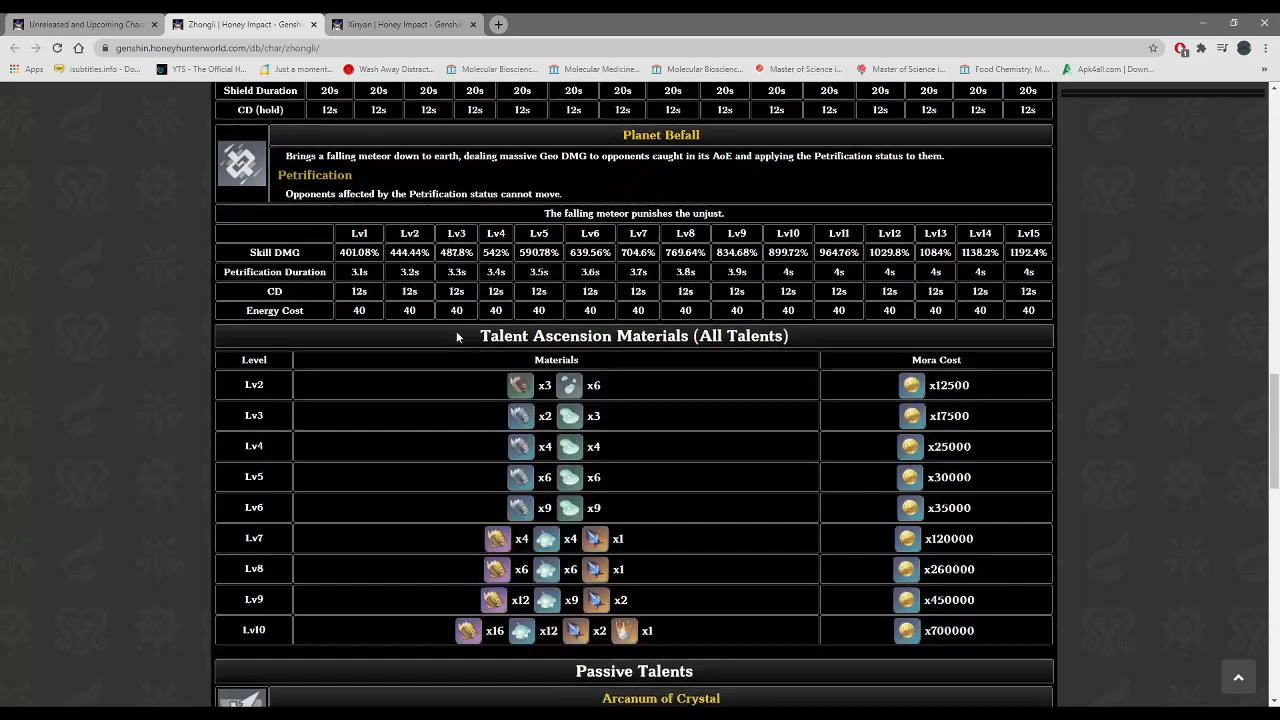 Unreleased and Upcoming Char
Zhongli | Honey Impact - Genshin
Xinyan | Honey Impact - Genshin
genshin.honeyhunterworld.com/db/char/zhongli/
Apps
isubtitles.info - Do...
YTS - The Official H...
Just a moment...
Wash Away Distract...
Molecular Bioscienc...
Molecular Medicine...
Molecular Bioscienc...
Master of Science i...
Master of Science i...
Food Chemistry, M...
Apk4all.com | Down...
Shield Duration 20s 20s 20s 20s 20s 20s 20s 20s 20s 20s 20s 20s 20s 20s 20s
CD (hold) 12s 12s 12s 12s 12s 12s 12s 12s 12s 12s 12s 12s 12s 12s 12s
Planet Befall
Brings a falling meteor down to earth, dealing massive Geo DMG to opponents caught in its AoE and applying the Petrification status to them.
Petrification
Opponents affected by the Petrification status cannot move.
The falling meteor punishes the unjust.
Lv1 Lv2 Lv3 Lv4 Lv5 Lv6 Lv7 Lv8 Lv9 Lv10 Lv11 Lv12 Lv13 Lv14 Lv15
Skill DMG 401.08% 444.44% 487.8% 542% 590.78% 639.56% 704.6% 769.64% 834.68% 899.72% 964.76% 1029.8% 1084% 1138.2% 1192.4%
Petrification Duration 3.1s 3.2s 3.3s 3.4s 3.5s 3.6s 3.7s 3.8s 3.9s 4s 4s 4s 4s 4s 4s
CD 12s 12s 12s 12s 12s 12s 12s 12s 12s 12s 12s 12s 12s 12s 12s
Energy Cost 40 40 40 40 40 40 40 40 40 40 40 40 40 40 40
Talent Ascension Materials (All Talents)
Level Materials Mora Cost
Lv2 x3 x6 x12500
Lv3 x2 x3 x17500
Lv4 x4 x4 x25000
Lv5 x6 x6 x30000
Lv6 x9 x9 x35000
Lv7 x4 x4 x1 x120000
Lv8 x6 x6 x1 x260000
Lv9 x12 x9 x2 x450000
Lv10 x16 x12 x2 x1 x700000
Passive Talents
Arcanum of Crystal